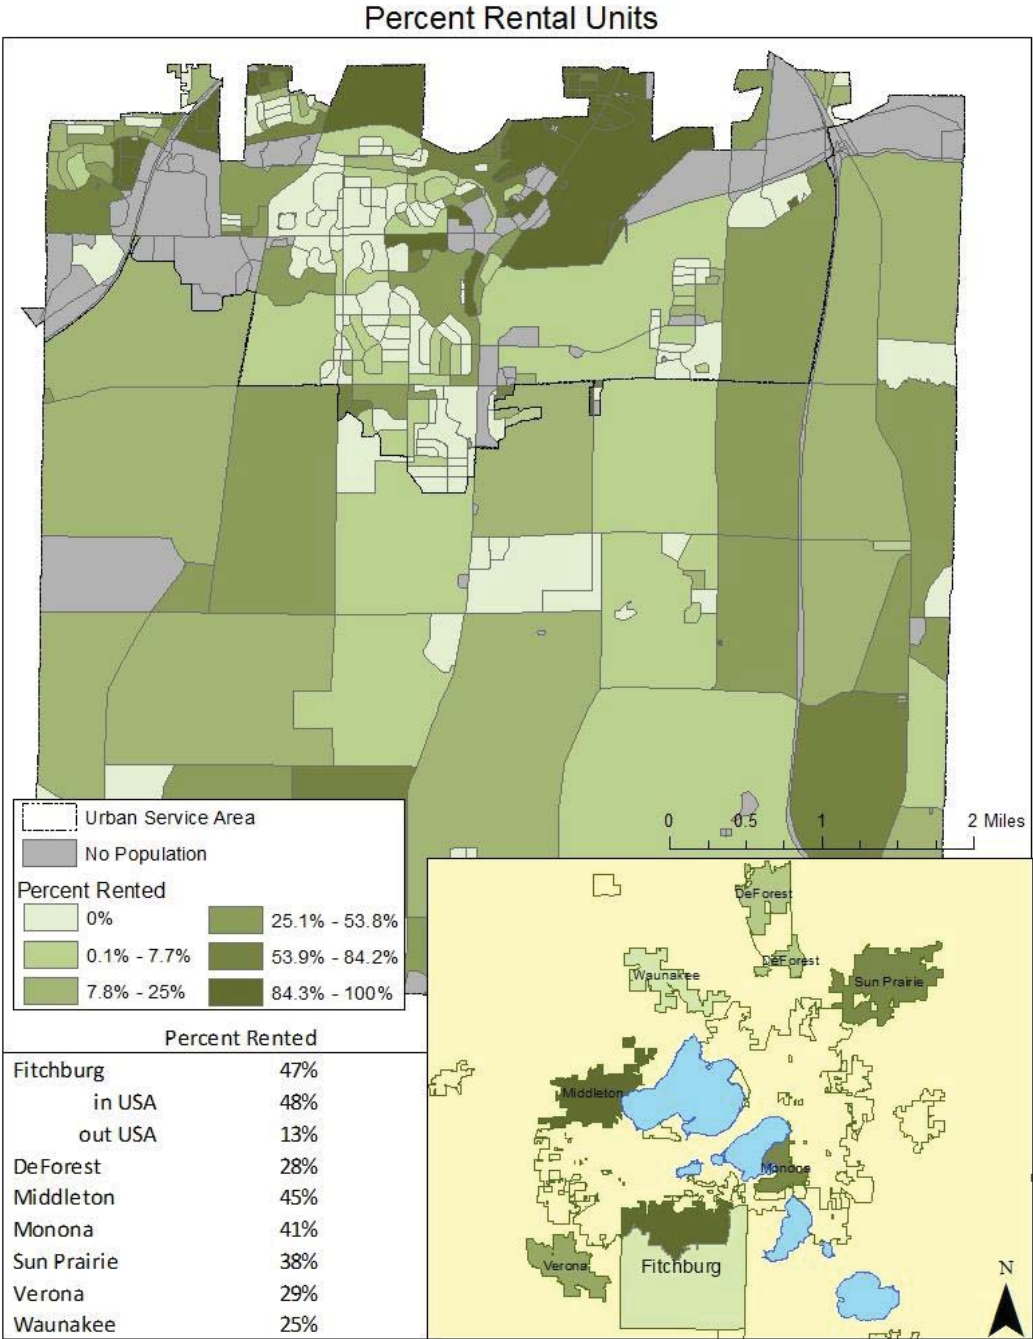 Percent Rental Units
0 0.5 1 2 Miles
Urban Service Area
No Population
Percent Rented
0%
0.1% - 7.7%
7.8% - 25%
25.1% - 53.8%
53.9% - 84.2%
84.3% - 100%
Percent Rented
Fitchburg 47%
in USA 48%
out USA 13%
DeForest 28%
Middleton 45%
Monona 41%
Sun Prairie 38%
Verona 29%
Waunakee 25%
DeForest
DeForest
Waunakee
Sun Prairie
Middleton
Monona
Verona
Fitchburg
N